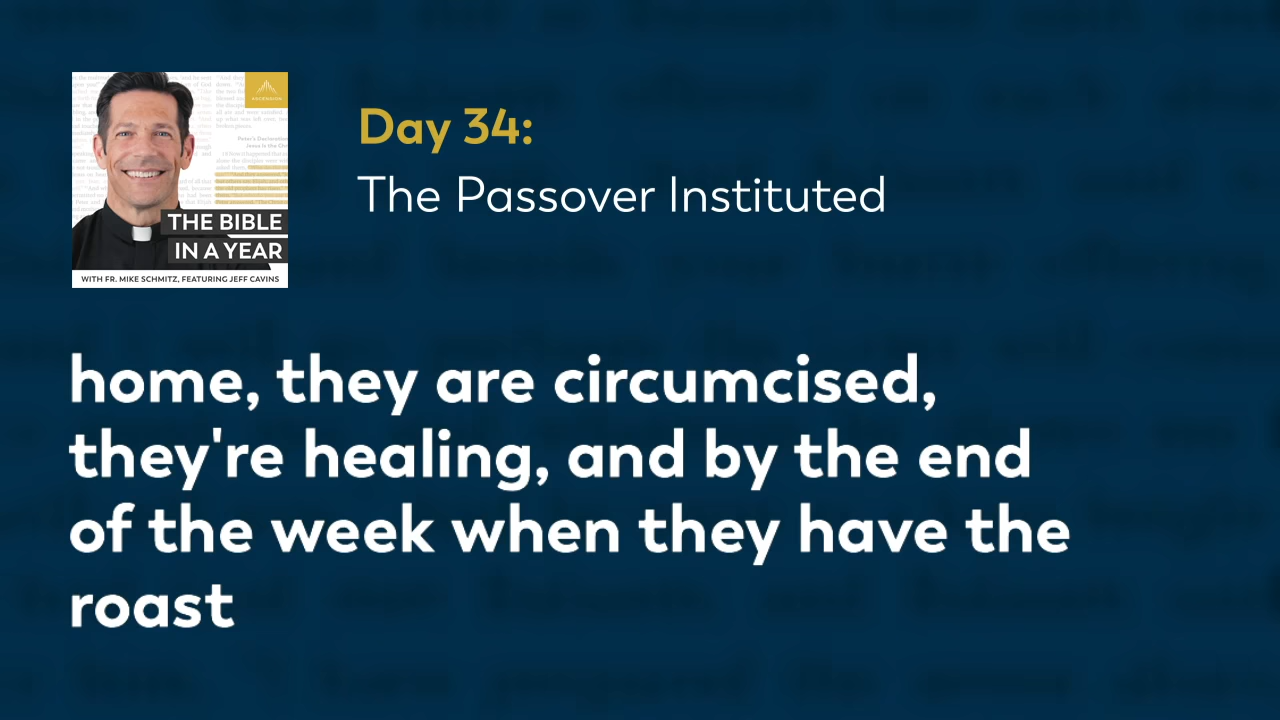 Day 34:
The Passover Instituted
THE BIBLE
IN A YEAR
WITH FR. MIKE SCHMITZ, FEATURING JEFF CAVINS
home, they are circumcised,
they're healing, and by the end
of the week when they have the
roast